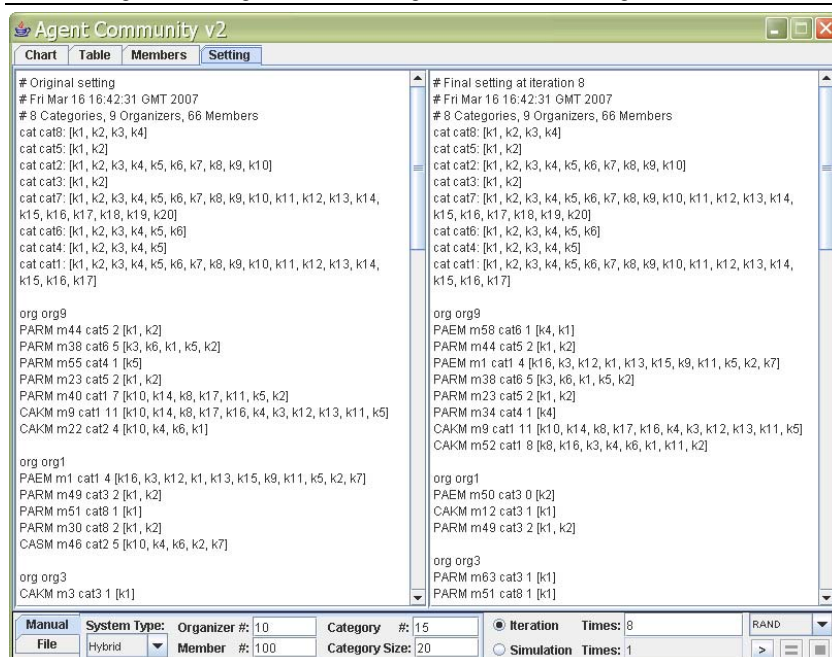 Agent Community v2
Chart Table Members Setting
# Original setting
# Fri Mar 16 16:42:31 GMT 2007
# 8 Categories, 9 Organizers, 66 Members
cat cat8: [k1, k2, k3, k4]
cat cat5: [k1, k2]
cat cat2: [k1, k2, k3, k4, k5, k6, k7, k8, k9, k10]
cat cat3: [k1, k2]
cat cat7: [k1, k2, k3, k4, k5, k6, k7, k8, k9, k10, k11, k12, k13, k14,
k15, k16, k17, k18, k19, k20]
cat cat6: [k1, k2, k3, k4, k5, k6]
cat cat4: [k1, k2, k3, k4, k5]
cat cat1: [k1, k2, k3, k4, k5, k6, k7, k8, k9, k10, k11, k12, k13, k14,
k15, k16, k17]
org org9
PARM m44 cat5 2 [k1, k2]
PARM m38 cat6 5 [k3, k6, k1, k5, k2]
PARM m55 cat4 1 [k5]
PARM m23 cat5 2 [k1, k2]
PARM m40 cat1 7 [k10, k14, k8, k17, k11, k5, k2]
CAKM m9 cat1 11 [k10, k14, k8, k17, k16, k4, k3, k12, k13, k11, k5]
CAKM m22 cat2 4 [k10, k4, k6, k1]
org org1
PAEM m1 cat1 4 [k16, k3, k12, k1, k13, k15, k9, k11, k5, k2, k7]
PARM m49 cat3 2 [k1, k2]
PARM m51 cat8 1 [k1]
PARM m30 cat8 2 [k1, k2]
CASM m46 cat2 5 [k10, k4, k6, k2, k7]
org org3
CAKM m3 cat3 1 [k1]
# Final setting at iteration 8
# Fri Mar 16 16:42:31 GMT 2007
# 8 Categories, 9 Organizers, 66 Members
cat cat8: [k1, k2, k3, k4]
cat cat5: [k1, k2]
cat cat2: [k1, k2, k3, k4, k5, k6, k7, k8, k9, k10]
cat cat3: [k1, k2]
cat cat7: [k1, k2, k3, k4, k5, k6, k7, k8, k9, k10, k11, k12, k13, k14,
k15, k16, k17, k18, k19, k20]
cat cat6: [k1, k2, k3, k4, k5, k6]
cat cat4: [k1, k2, k3, k4, k5]
cat cat1: [k1, k2, k3, k4, k5, k6, k7, k8, k9, k10, k11, k12, k13, k14,
k15, k16, k17]
org org9
PAEM m58 cat6 1 [k4, k1]
PARM m44 cat5 2 [k1, k2]
PAEM m1 cat1 4 [k16, k3, k12, k1, k13, k15, k9, k11, k5, k2, k7]
PARM m38 cat6 5 [k3, k6, k1, k5, k2]
PARM m23 cat5 2 [k1, k2]
PARM m34 cat4 1 [k4]
CAKM m9 cat1 11 [k10, k14, k8, k17, k16, k4, k3, k12, k13, k11, k5]
CAKM m52 cat1 8 [k8, k16, k3, k4, k6, k1, k11, k2]
org org1
PAEM m50 cat3 0 [k2]
CAKM m12 cat3 1 [k1]
PARM m49 cat3 2 [k1, k2]
org org3
PARM m63 cat3 1 [k1]
PARM m51 cat8 1 [k1]
Manual System Type: Organizer #: 10 Category #: 15 Iteration Times: 8 RAND
File Hybrid Member #: 100 Category Size: 20 Simulation Times: 1 >